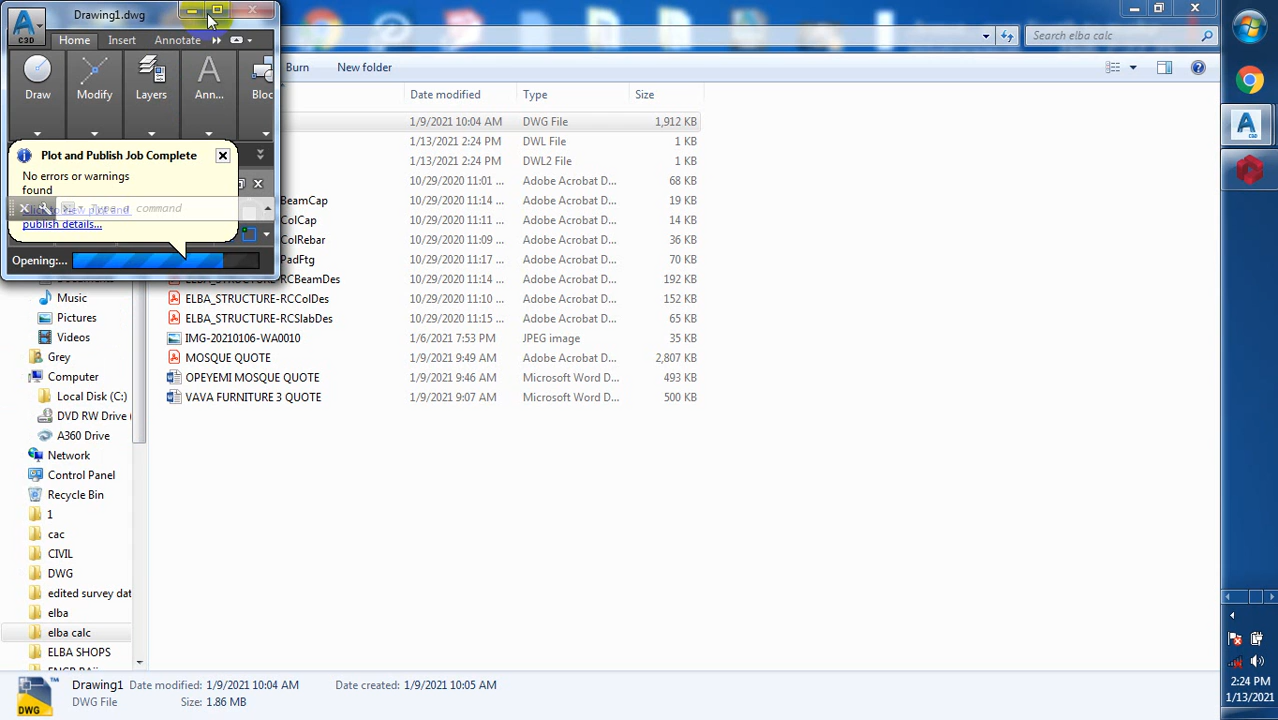 Drawing1.dwg
C3D
Home
Insert
Annotate
Draw
Modify
Layers
Ann...
Bloc
Plot and Publish Job Complete
No errors or warnings
found
Click to view plot and
publish details...
Type a command
Opening:...
Search elba calc
Burn
New folder
Date modified
Type
Size
1/9/2021 10:04 AM DWG File 1,912 KB
1/13/2021 2:24 PM DWL File 1 KB
1/13/2021 2:24 PM DWL2 File 1 KB
10/29/2020 11:01 ... Adobe Acrobat D... 68 KB
BeamCap 10/29/2020 11:15 ... Adobe Acrobat D... 19 KB
ColCap Adobe Acrobat D... 14 KB
ColRebar 10/29/2020 11:09 ... Adobe Acrobat D... 36 KB
PadFtg 10/29/2020 11:17 ... Adobe Acrobat D... 70 KB
ELBA_STRUCTURE-RCBeamDes 10/29/2020 11:14 ... Adobe Acrobat D... 192 KB
ELBA_STRUCTURE-RCColDes 10/29/2020 11:10 ... Adobe Acrobat D... 152 KB
ELBA_STRUCTURE-RCSlabDes 10/29/2020 11:15 ... Adobe Acrobat D... 65 KB
IMG-20210106-WA0010 1/6/2021 7:53 PM JPEG image 35 KB
MOSQUE QUOTE 1/9/2021 9:49 AM Adobe Acrobat D... 2,807 KB
OPEYEMI MOSQUE QUOTE 1/9/2021 9:46 AM Microsoft Word D... 493 KB
VAVA FURNITURE 3 QUOTE 1/9/2021 9:07 AM Microsoft Word D... 500 KB
Music
Pictures
Videos
Grey
Computer
Local Disk (C:)
DVD RW Drive (
A360 Drive
Network
Control Panel
Recycle Bin
1
cac
CIVIL
DWG
edited survey dat
elba
elba calc
ELBA SHOPS
Drawing1 Date modified: 1/9/2021 10:04 AM Date created: 1/9/2021 10:05 AM
DWG File Size: 1.86 MB
DWG
2:24 PM
1/13/2021